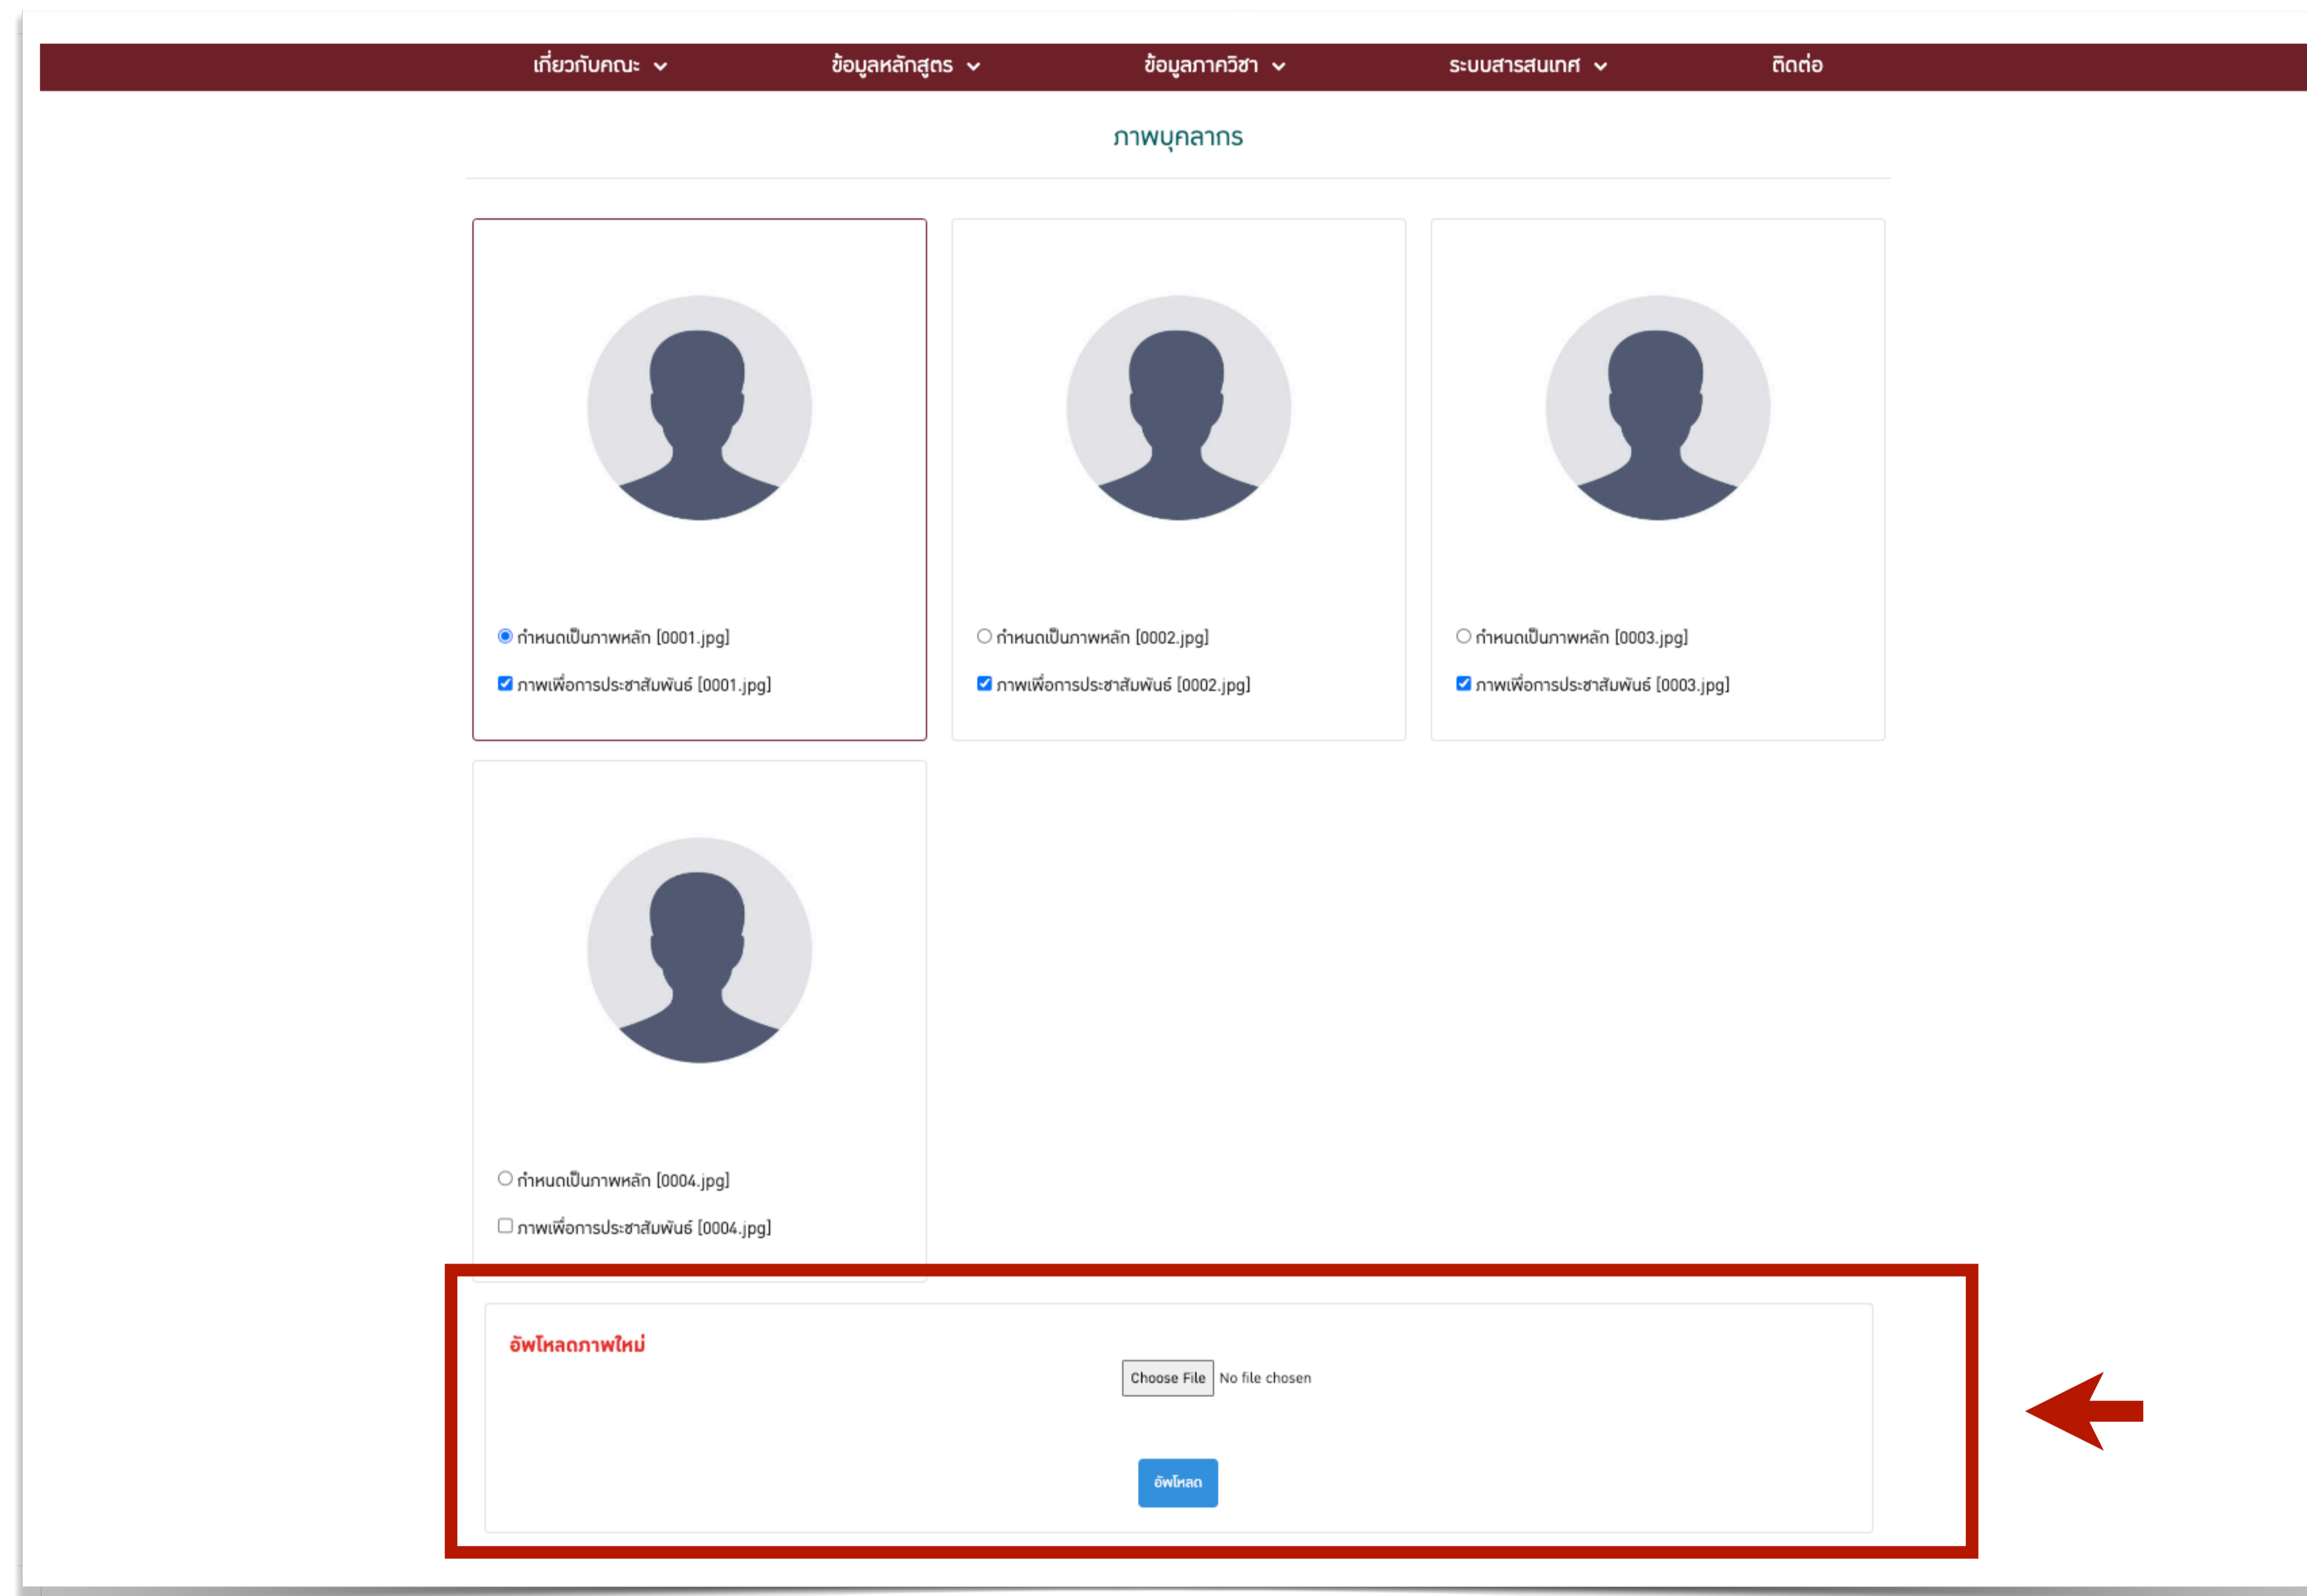 เกี่ยวกับคณะ ข้อมูลหลักสูตร ข้อมูลภาควิชา ระบบสารสนเทศ ติดต่อ
ภาพบุคลากร
กำหนดเป็นภาพหลัก [0001.jpg] กำหนดเป็นภาพหลัก [0002.jpg] กำหนดเป็นภาพหลัก [0003.jpg]
ภาพเพื่อการประชาสัมพันธ์ [0001.jpg] ภาพเพื่อการประชาสัมพันธ์ [0002.jpg] ภาพเพื่อการประชาสัมพันธ์ [0003.jpg]
กำหนดเป็นภาพหลัก [0004.jpg]
ภาพเพื่อการประชาสัมพันธ์ [0004.jpg]
อัพโหลดภาพใหม่
Choose File No file chosen
อัพโหลด